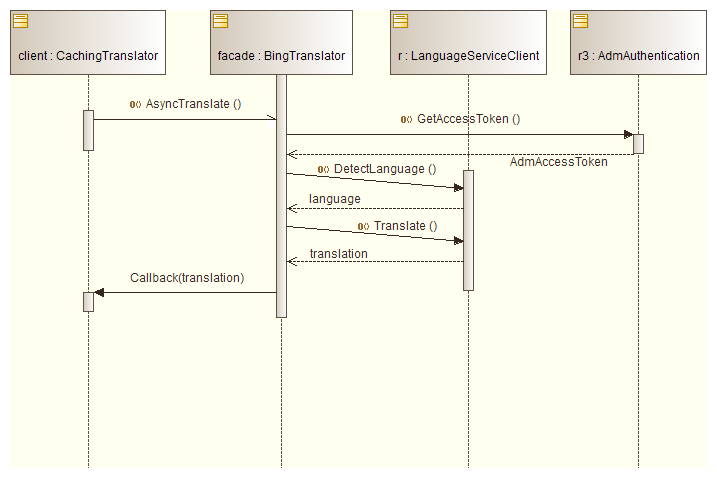 client : CachingTranslator
facade : BingTranslator
r : LanguageServiceClient
r3 : AdmAuthentication
AsyncTranslate ()
GetAccessToken ()
AdmAccessToken
DetectLanguage ()
language
Translate ()
translation
Callback(translation)